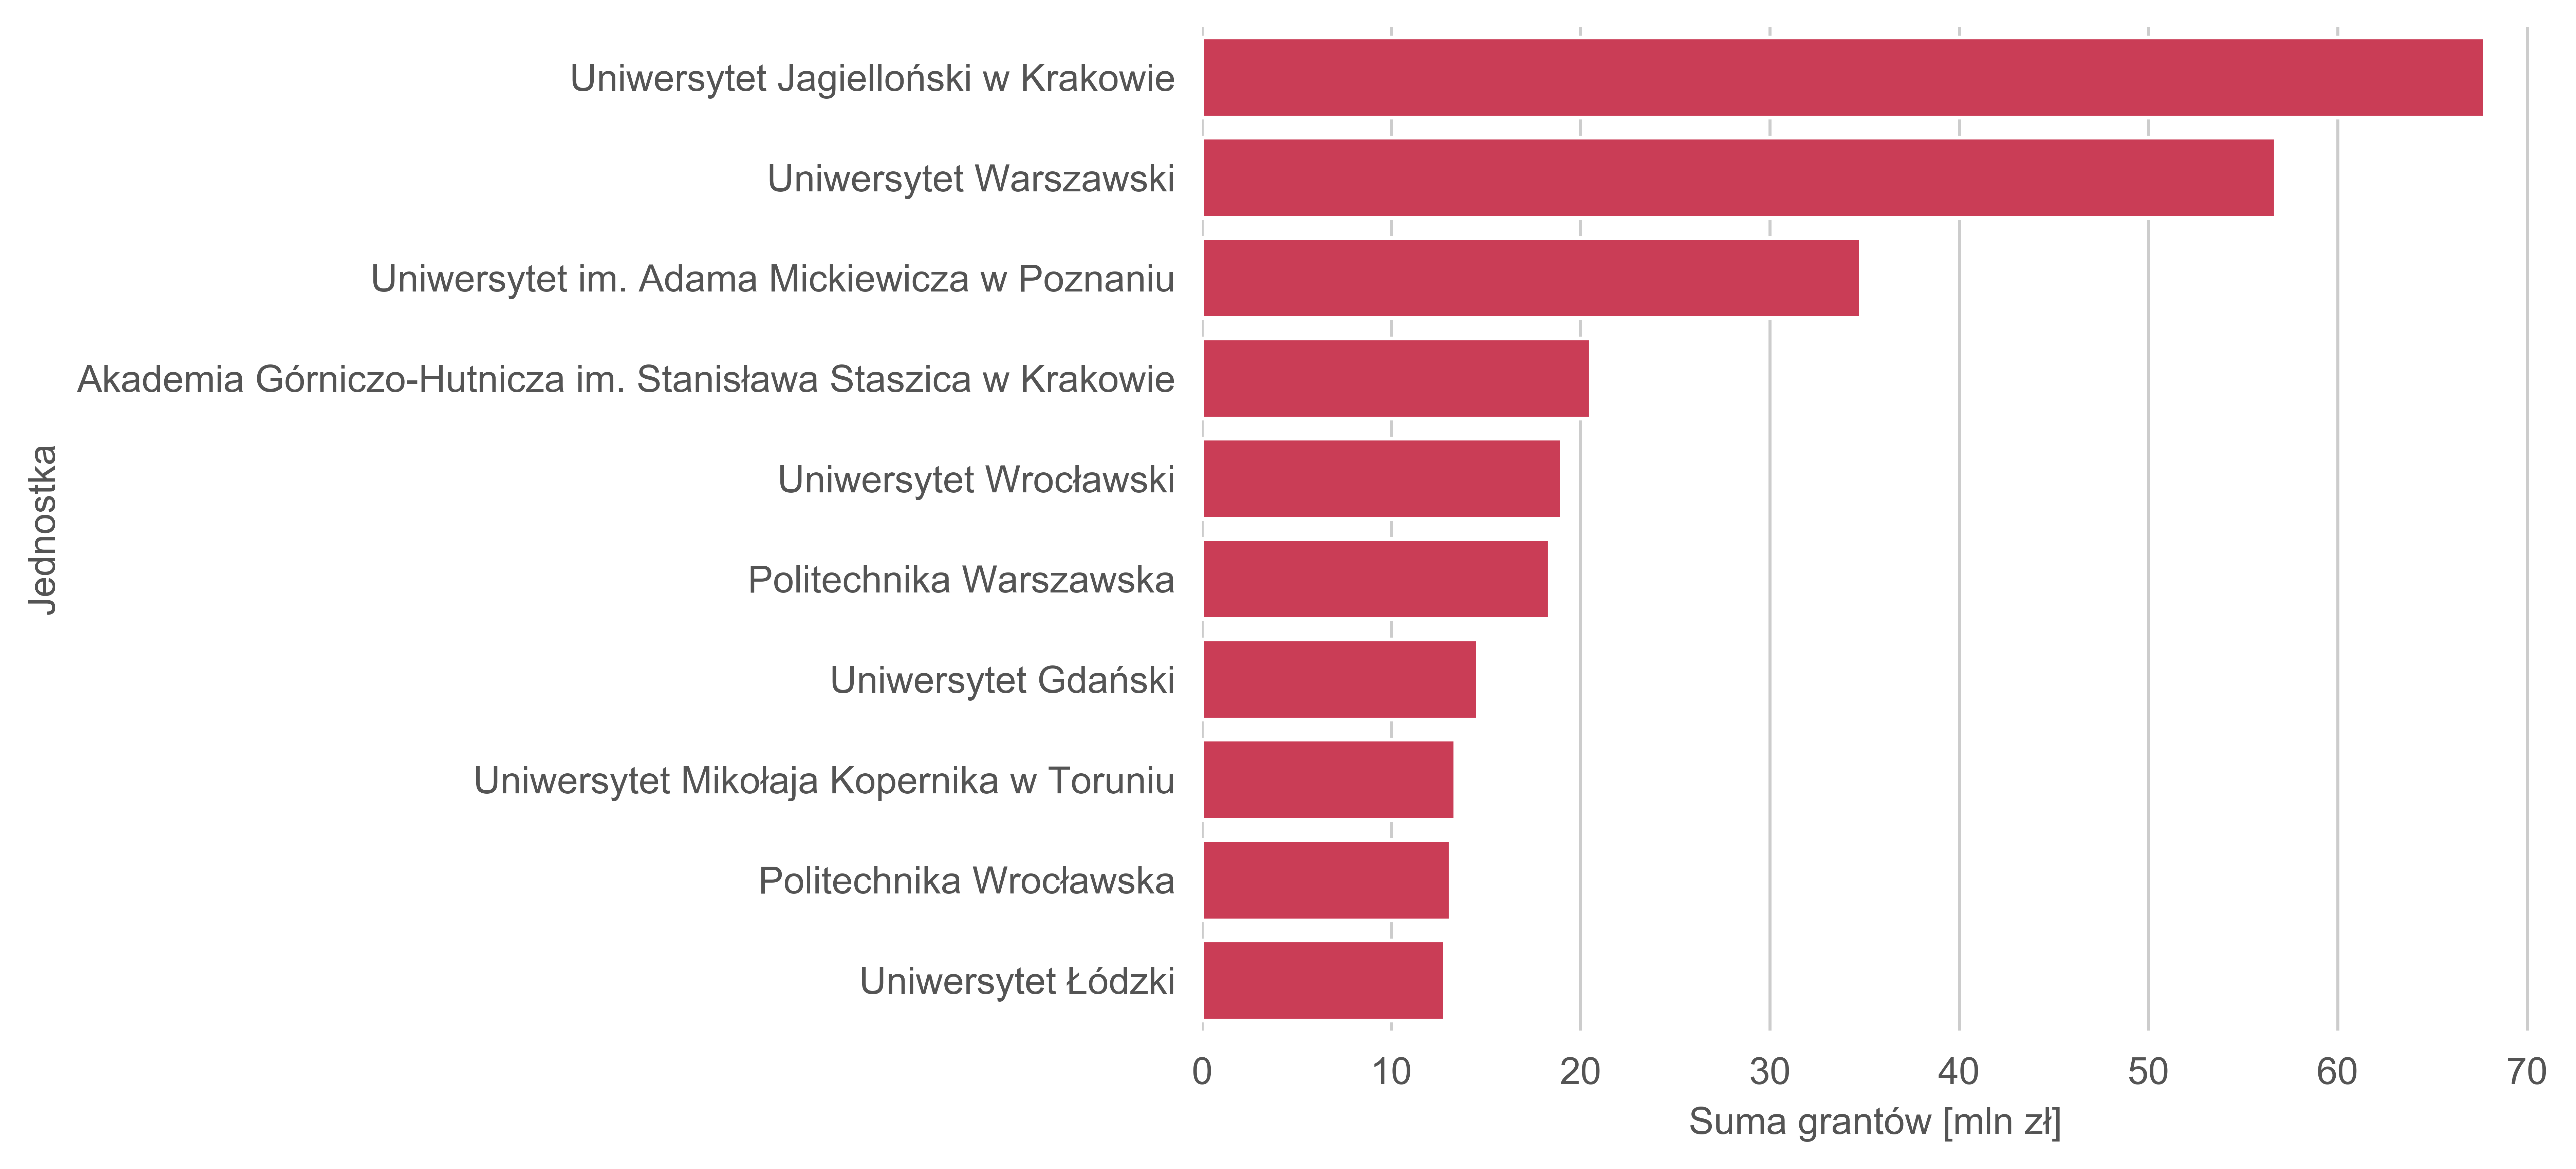 Uniwersytet Jagielloński w Krakowie
Uniwersytet Warszawski
Uniwersytet im. Adama Mickiewicza w Poznaniu
Akademia Górniczo-Hutnicza im. Stanisława Staszica w Krakowie
Uniwersytet Wrocławski
Politechnika Warszawska
Uniwersytet Gdański
Uniwersytet Mikołaja Kopernika w Toruniu
Politechnika Wrocławska
Uniwersytet Łódzki
Jednostka
0 10 20 30 40 50 60 70
Suma grantów [mln zł]